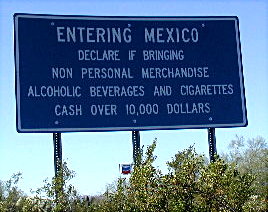 ENTERING MEXICO
DECLARE IF BRINGING
NON PERSONAL MERCHANDISE
ALCOHOLIC BEVERAGES AND CIGARETTES
CASH OVER 10,000 DOLLARS